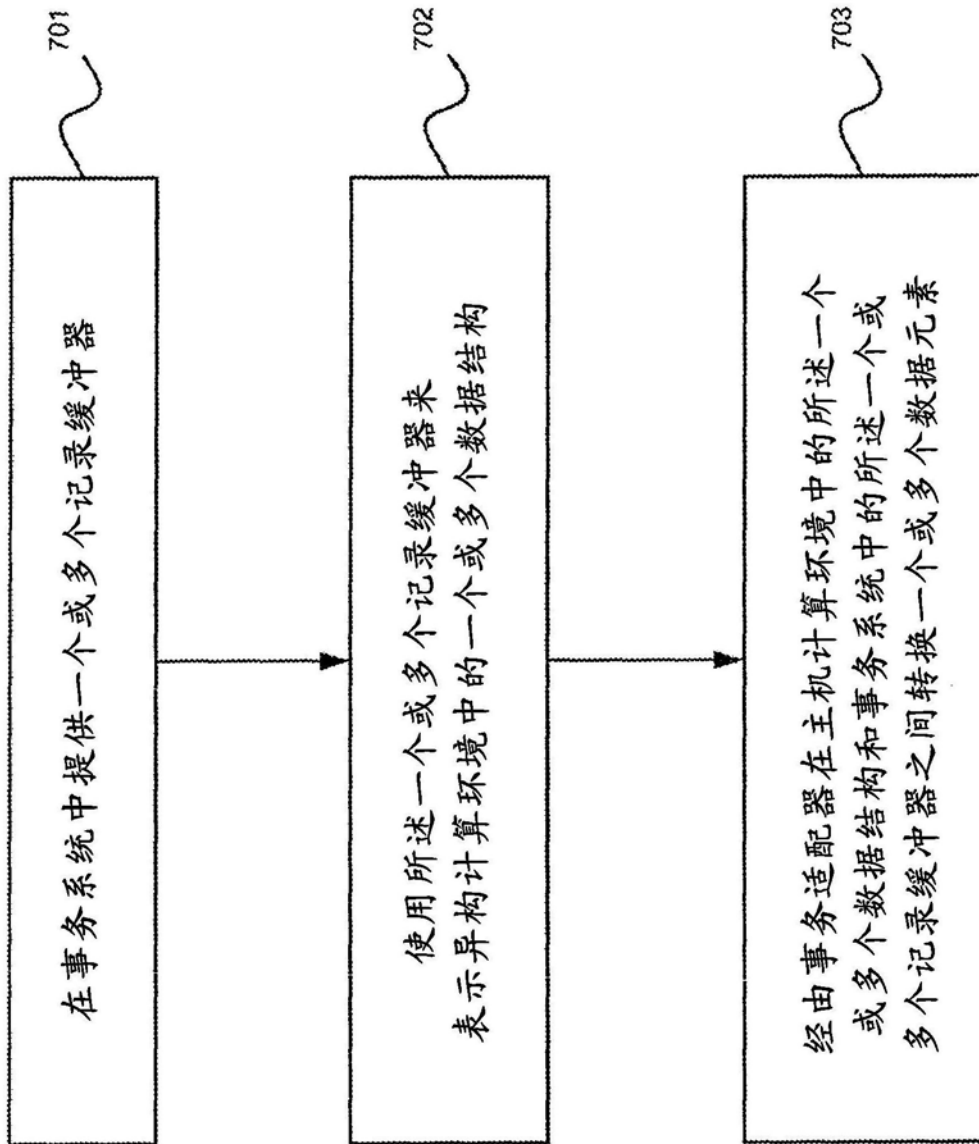 701
在事务系统中提供一个或多个记录缓冲器
702
使用所述一个或多个记录缓冲器来
表示异构计算环境中的一个或多个数据结构
703
经由事务适配器在主机计算环境中的所述一个
或多个数据结构和事务系统中的所述一个或
多个记录缓冲器之间转换一个或多个数据元素